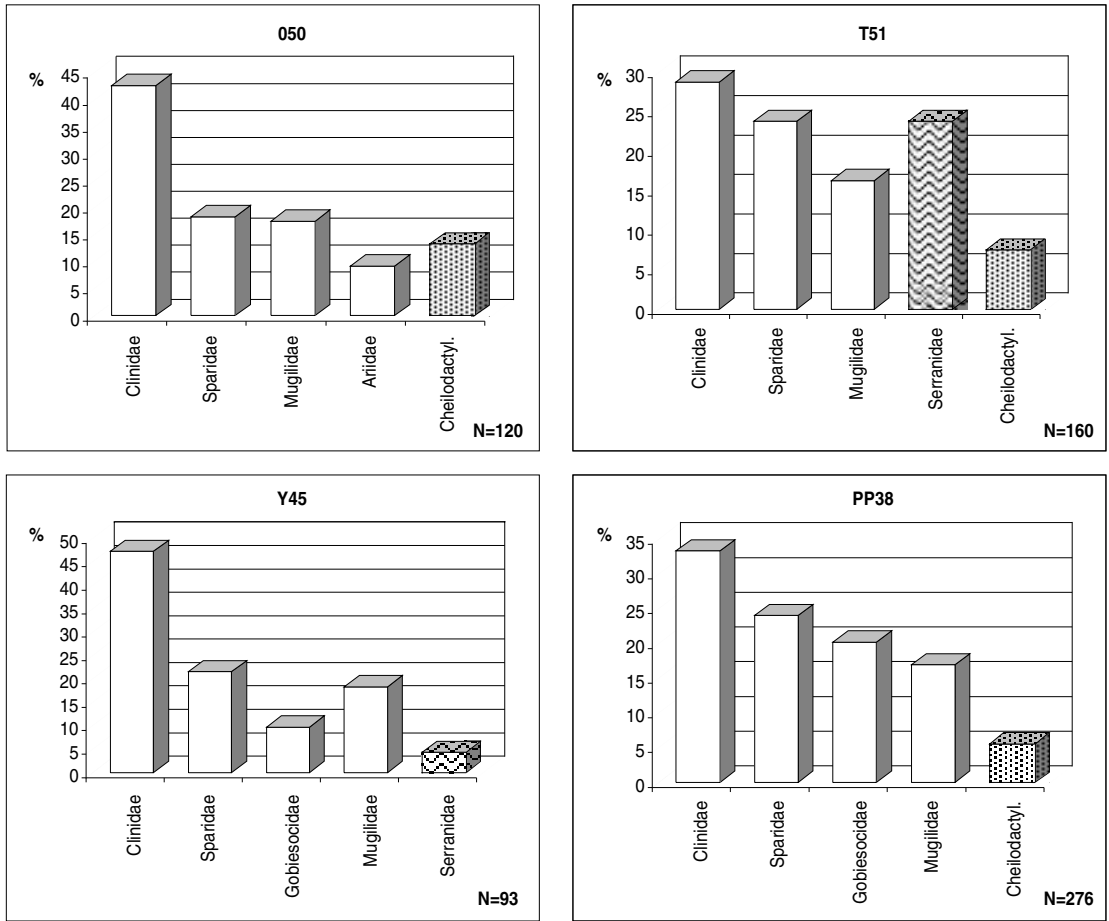 050
%
45
40
35
30
25
20
15
10
5
0
Clinidae
Sparidae
Mugilidae
Ariidae
Cheilodactyl.
N=120
T51
%
30
25
20
15
10
5
0
Clinidae
Sparidae
Mugilidae
Serranidae
Cheilodactyl.
N=160
Y45
%
50
45
40
35
30
25
20
15
10
5
0
Clinidae
Sparidae
Gobiesocidae
Mugilidae
Serranidae
N=93
PP38
%
35
30
25
20
15
10
5
0
Clinidae
Sparidae
Gobiesocidae
Mugilidae
Cheilodactyl.
N=276